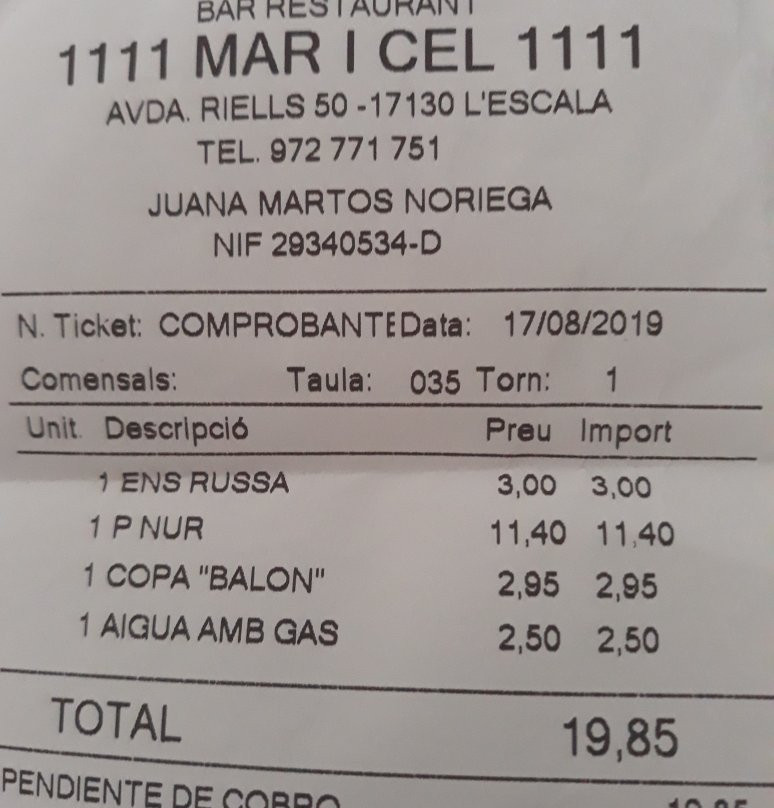 BAR RESTAURANT
1111 MAR I CEL 1111
AVDA. RIELLS 50 -17130 L'ESCALA
TEL. 972 771 751
JUANA MARTOS NORIEGA
NIF 29340534-D
N. Ticket: COMPROBANTE Data: 17/08/2019
Comensals: Taula: 035 Torn: 1
Unit. Descripció Preu Import
1 ENS RUSSA 3,00 3,00
1 P NUR 11,40 11,40
1 COPA "BALON" 2,95 2,95
1 AIGUA AMB GAS 2,50 2,50
TOTAL 19,85
PENDIENTE DE COBRO 19,85